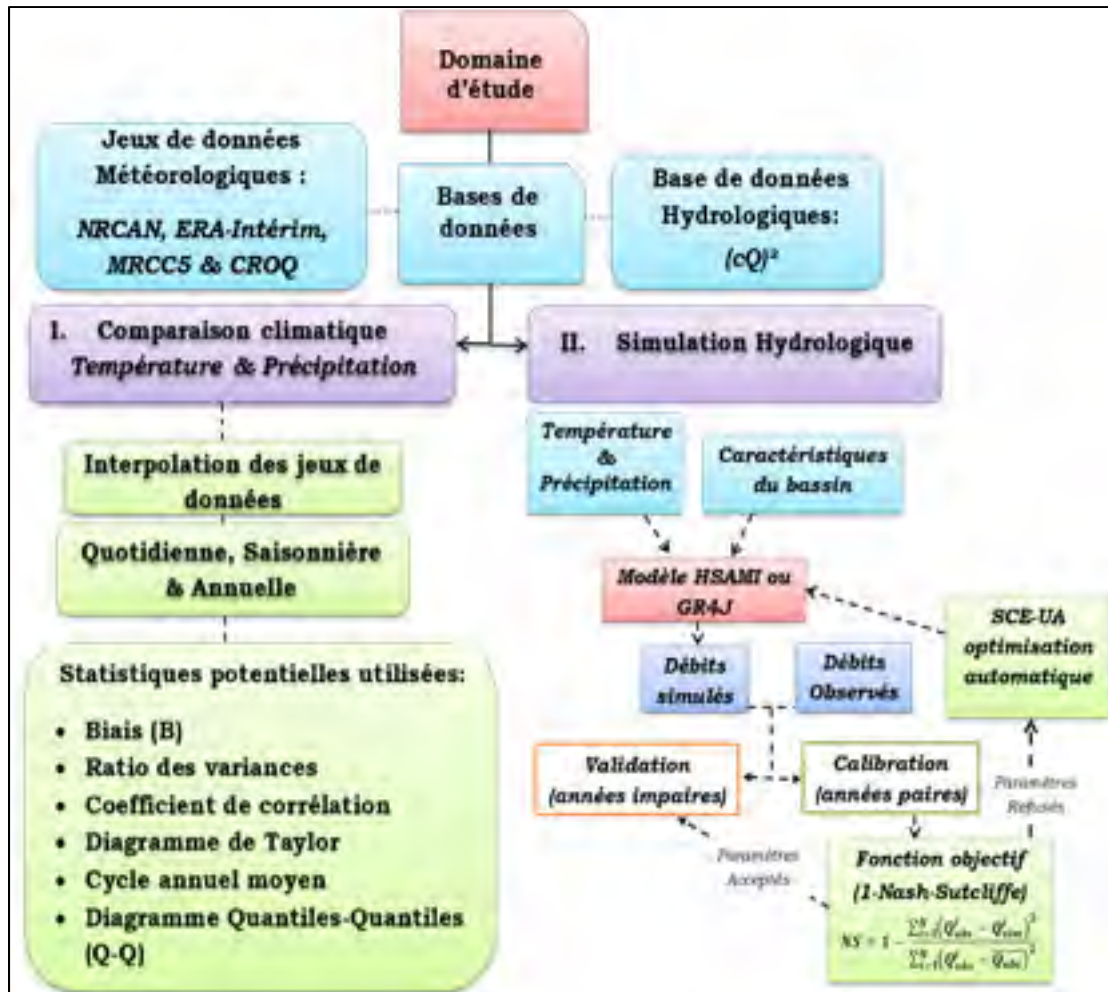 Domaine
d'étude
Jeux de données
Météorologiques :
NRCAN, ERA-Intérim,
MRCC5 & CROQ
Bases de
données
Base de données
Hydrologiques:
(cQ)²
I. Comparaison climatique
Température & Précipitation
II. Simulation Hydrologique
Interpolation des jeux de
données
Quotidienne, Saisonnière
& Annuelle
Statistiques potentielles utilisées:
• Biais (B)
• Ratio des variances
• Coefficient de corrélation
• Diagramme de Taylor
• Cycle annuel moyen
• Diagramme Quantiles-Quantiles
(Q-Q)
Température
&
Précipitation
Caractéristiques
du bassin
Modèle HSAMI ou
GR4J
SCE-UA
optimisation
automatique
Débits
simulés
Débits
Observés
Validation
(années impaires)
Calibration
(années paires)
Paramètres
Refusés
Paramètres
Acceptés
Fonction objectif
(1-Nash-Sutcliffe)
NS = 1 -